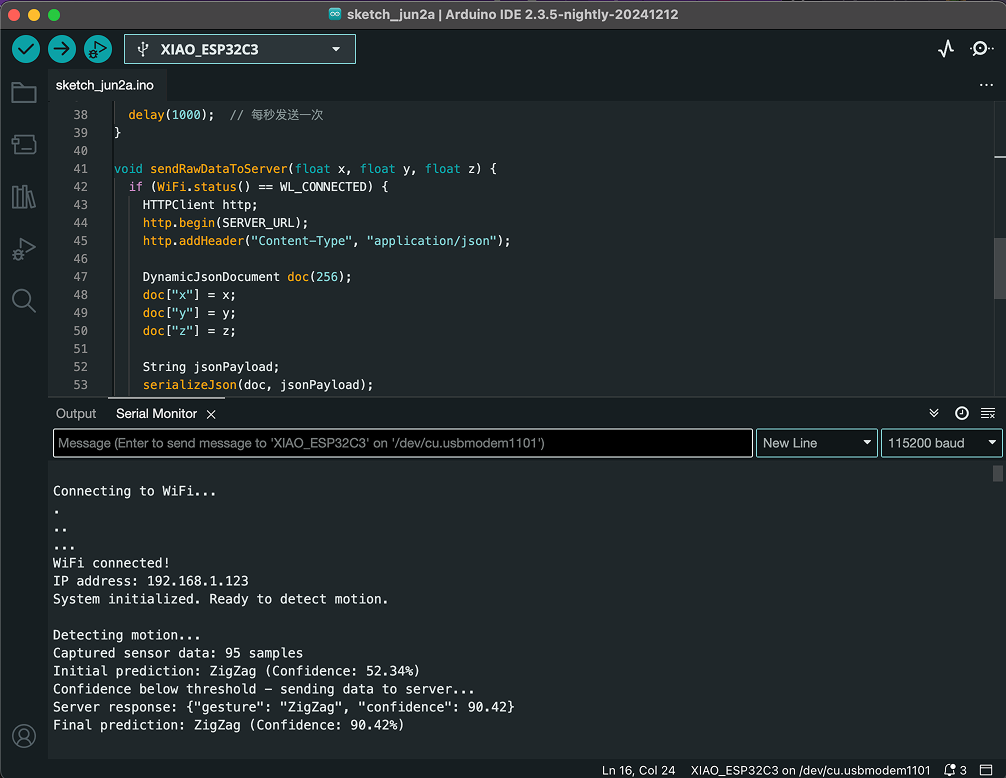 sketch_jun2a | Arduino IDE 2.3.5-nightly-20241212
XIAO_ESP32C3
sketch_jun2a.ino
38 delay(1000); // 每秒发送一次
39 }
40
41 void sendRawDataToServer(float x, float y, float z) {
42 if (WiFi.status() == WL_CONNECTED) {
43 HTTPClient http;
44 http.begin(SERVER_URL);
45 http.addHeader("Content-Type", "application/json");
46
47 DynamicJsonDocument doc(256);
48 doc["x"] = x;
49 doc["y"] = y;
50 doc["z"] = z;
51
52 String jsonPayload;
53 serializeJson(doc, jsonPayload);
Output Serial Monitor
Message (Enter to send message to 'XIAO_ESP32C3' on '/dev/cu.usbmodem1101') New Line 115200 baud
Connecting to WiFi...
.
..
...
WiFi connected!
IP address: 192.168.1.123
System initialized. Ready to detect motion.
Detecting motion...
Captured sensor data: 95 samples
Initial prediction: ZigZag (Confidence: 52.34%)
Confidence below threshold - sending data to server...
Server response: {"gesture": "ZigZag", "confidence": 90.42}
Final prediction: ZigZag (Confidence: 90.42%)
Ln 16, Col 24 XIAO_ESP32C3 on /dev/cu.usbmodem1101 3